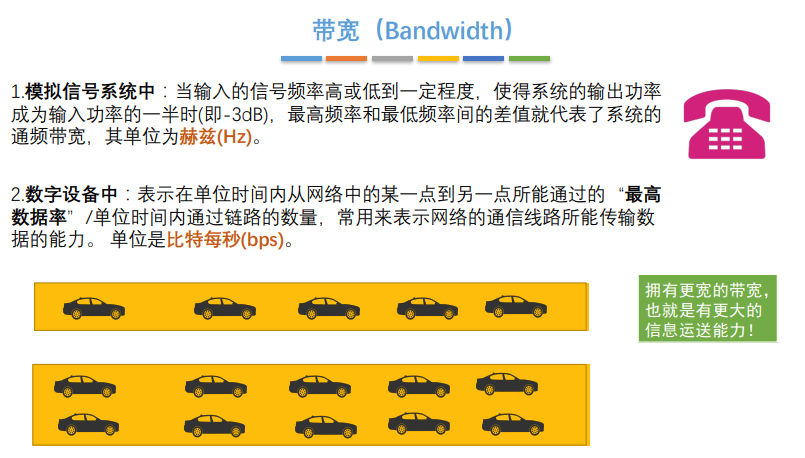 带宽（Bandwidth）
1.模拟信号系统中：当输入的信号频率高或低到一定程度，使得系统的输出功率
成为输入功率的一半时(即-3dB)，最高频率和最低频率间的差值就代表了系统的
通频带宽，其单位为赫兹(Hz)。
2.数字设备中：表示在单位时间内从网络中的某一点到另一点所能通过的“最高
数据率”/单位时间内通过链路的数量，常用来表示网络的通信线路所能传输数
据的能力。 单位是比特每秒(bps)。
拥有更宽的带宽，
也就是有更大的
信息运送能力！